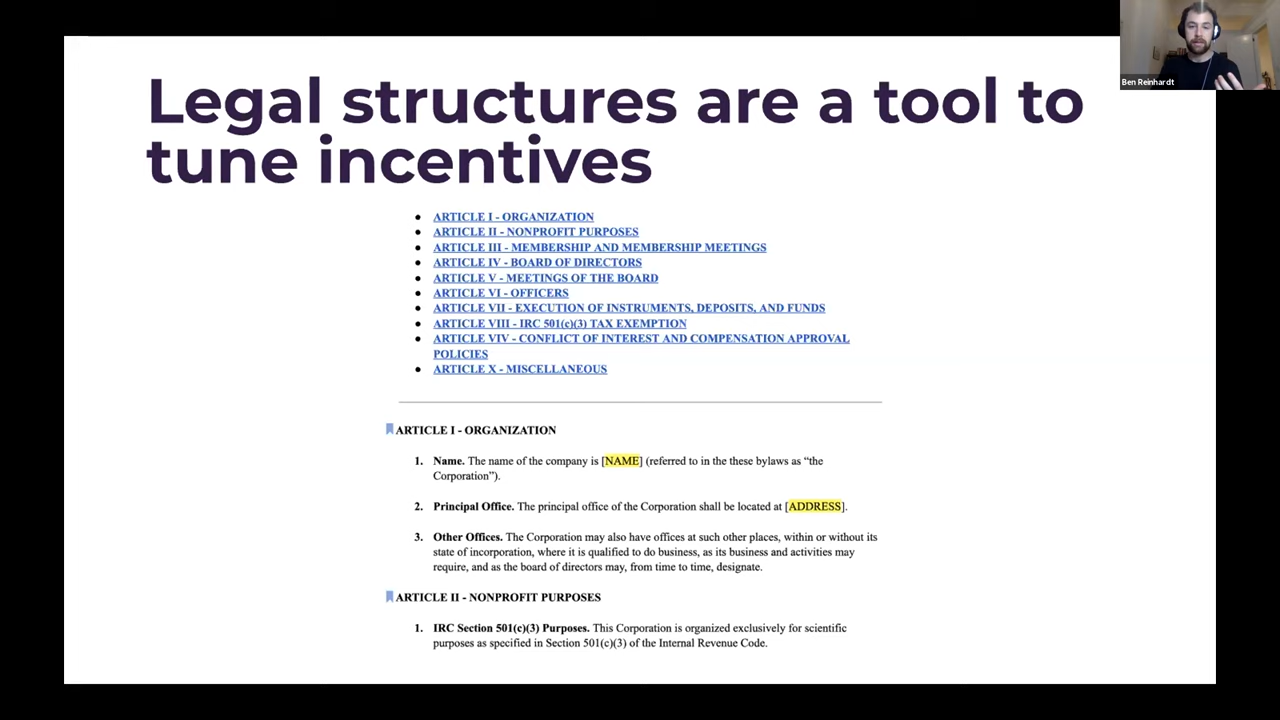 Legal structures are a tool to
tune incentives
Ben Reinhardt
• ARTICLE I - ORGANIZATION
• ARTICLE II - NONPROFIT PURPOSES
• ARTICLE III - MEMBERSHIP AND MEMBERSHIP MEETINGS
• ARTICLE IV - BOARD OF DIRECTORS
• ARTICLE V - MEETINGS OF THE BOARD
• ARTICLE VI - OFFICERS
• ARTICLE VII - EXECUTION OF INSTRUMENTS, DEPOSITS, AND FUNDS
• ARTICLE VIII - IRC 501(c)(3) TAX EXEMPTION
• ARTICLE VIV - CONFLICT OF INTEREST AND COMPENSATION APPROVAL
POLICIES
• ARTICLE X - MISCELLANEOUS
ARTICLE I - ORGANIZATION
1. Name. The name of the company is [NAME] (referred to in the these bylaws as “the
Corporation”).
2. Principal Office. The principal office of the Corporation shall be located at [ADDRESS].
3. Other Offices. The Corporation may also have offices at such other places, within or without its
state of incorporation, where it is qualified to do business, as its business and activities may
require, and as the board of directors may, from time to time, designate.
ARTICLE II - NONPROFIT PURPOSES
1. IRC Section 501(c)(3) Purposes. This Corporation is organized exclusively for scientific
purposes as specified in Section 501(c)(3) of the Internal Revenue Code.